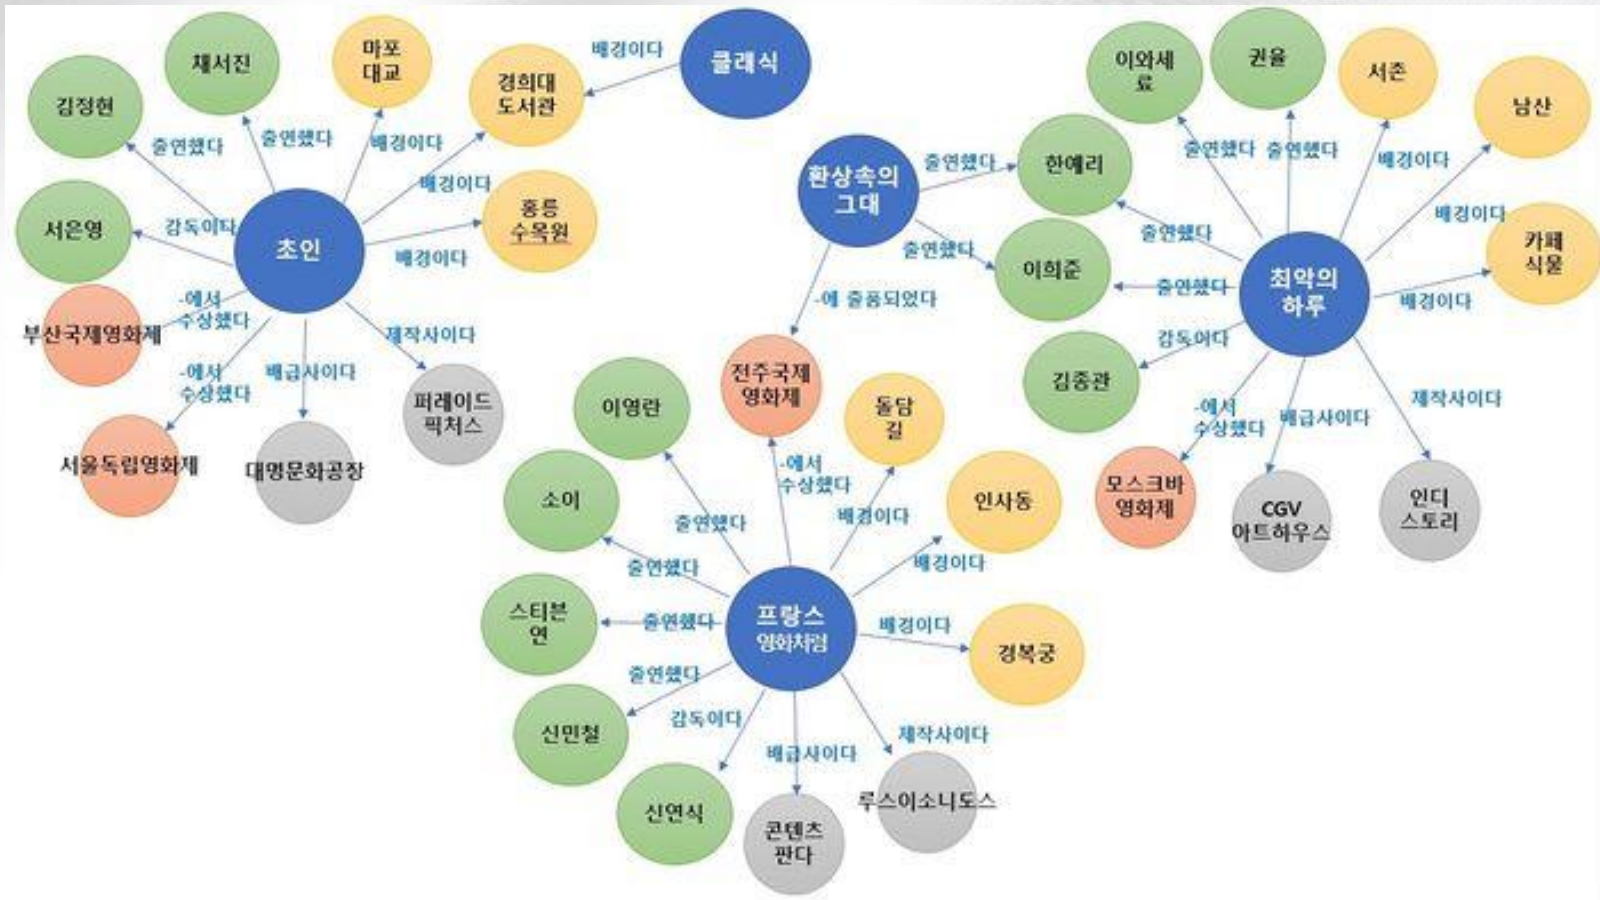 채서진
마포
대교
배경이다
클래식
경희대
도서관
김정현
출연했다
출연했다
배경이다
배경이다
서은영
감독이다
초인
홍릉
수목원
배경이다
-에서
수상했다
부산국제영화제
제작사이다
-에서
수상했다
배급사이다
퍼레이드
픽처스
서울독립영화제
대명문화공장
이와세
료
권율
서촌
남산
출연했다
출연했다
배경이다
환상속의
그대
출연했다
한예리
배경이다
출연했다
카페
식물
출연했다
이희준
출연했다
최악의
하루
배경이다
-에 출품되었다
감독이다
김종관
전주국제
영화제
돌담
길
-에서
수상했다
배급사이다
제작사이다
모스크바
영화제
CGV
아트하우스
인디
스토리
이영란
-에서
수상했다
소이
출연했다
배경이다
인사동
출연했다
배경이다
스티븐
연
출연했다
프랑스
영화처럼
배경이다
경복궁
출연했다
신민철
감독이다
배급사이다
제작사이다
신연식
콘텐츠
판다
루스이소니도스